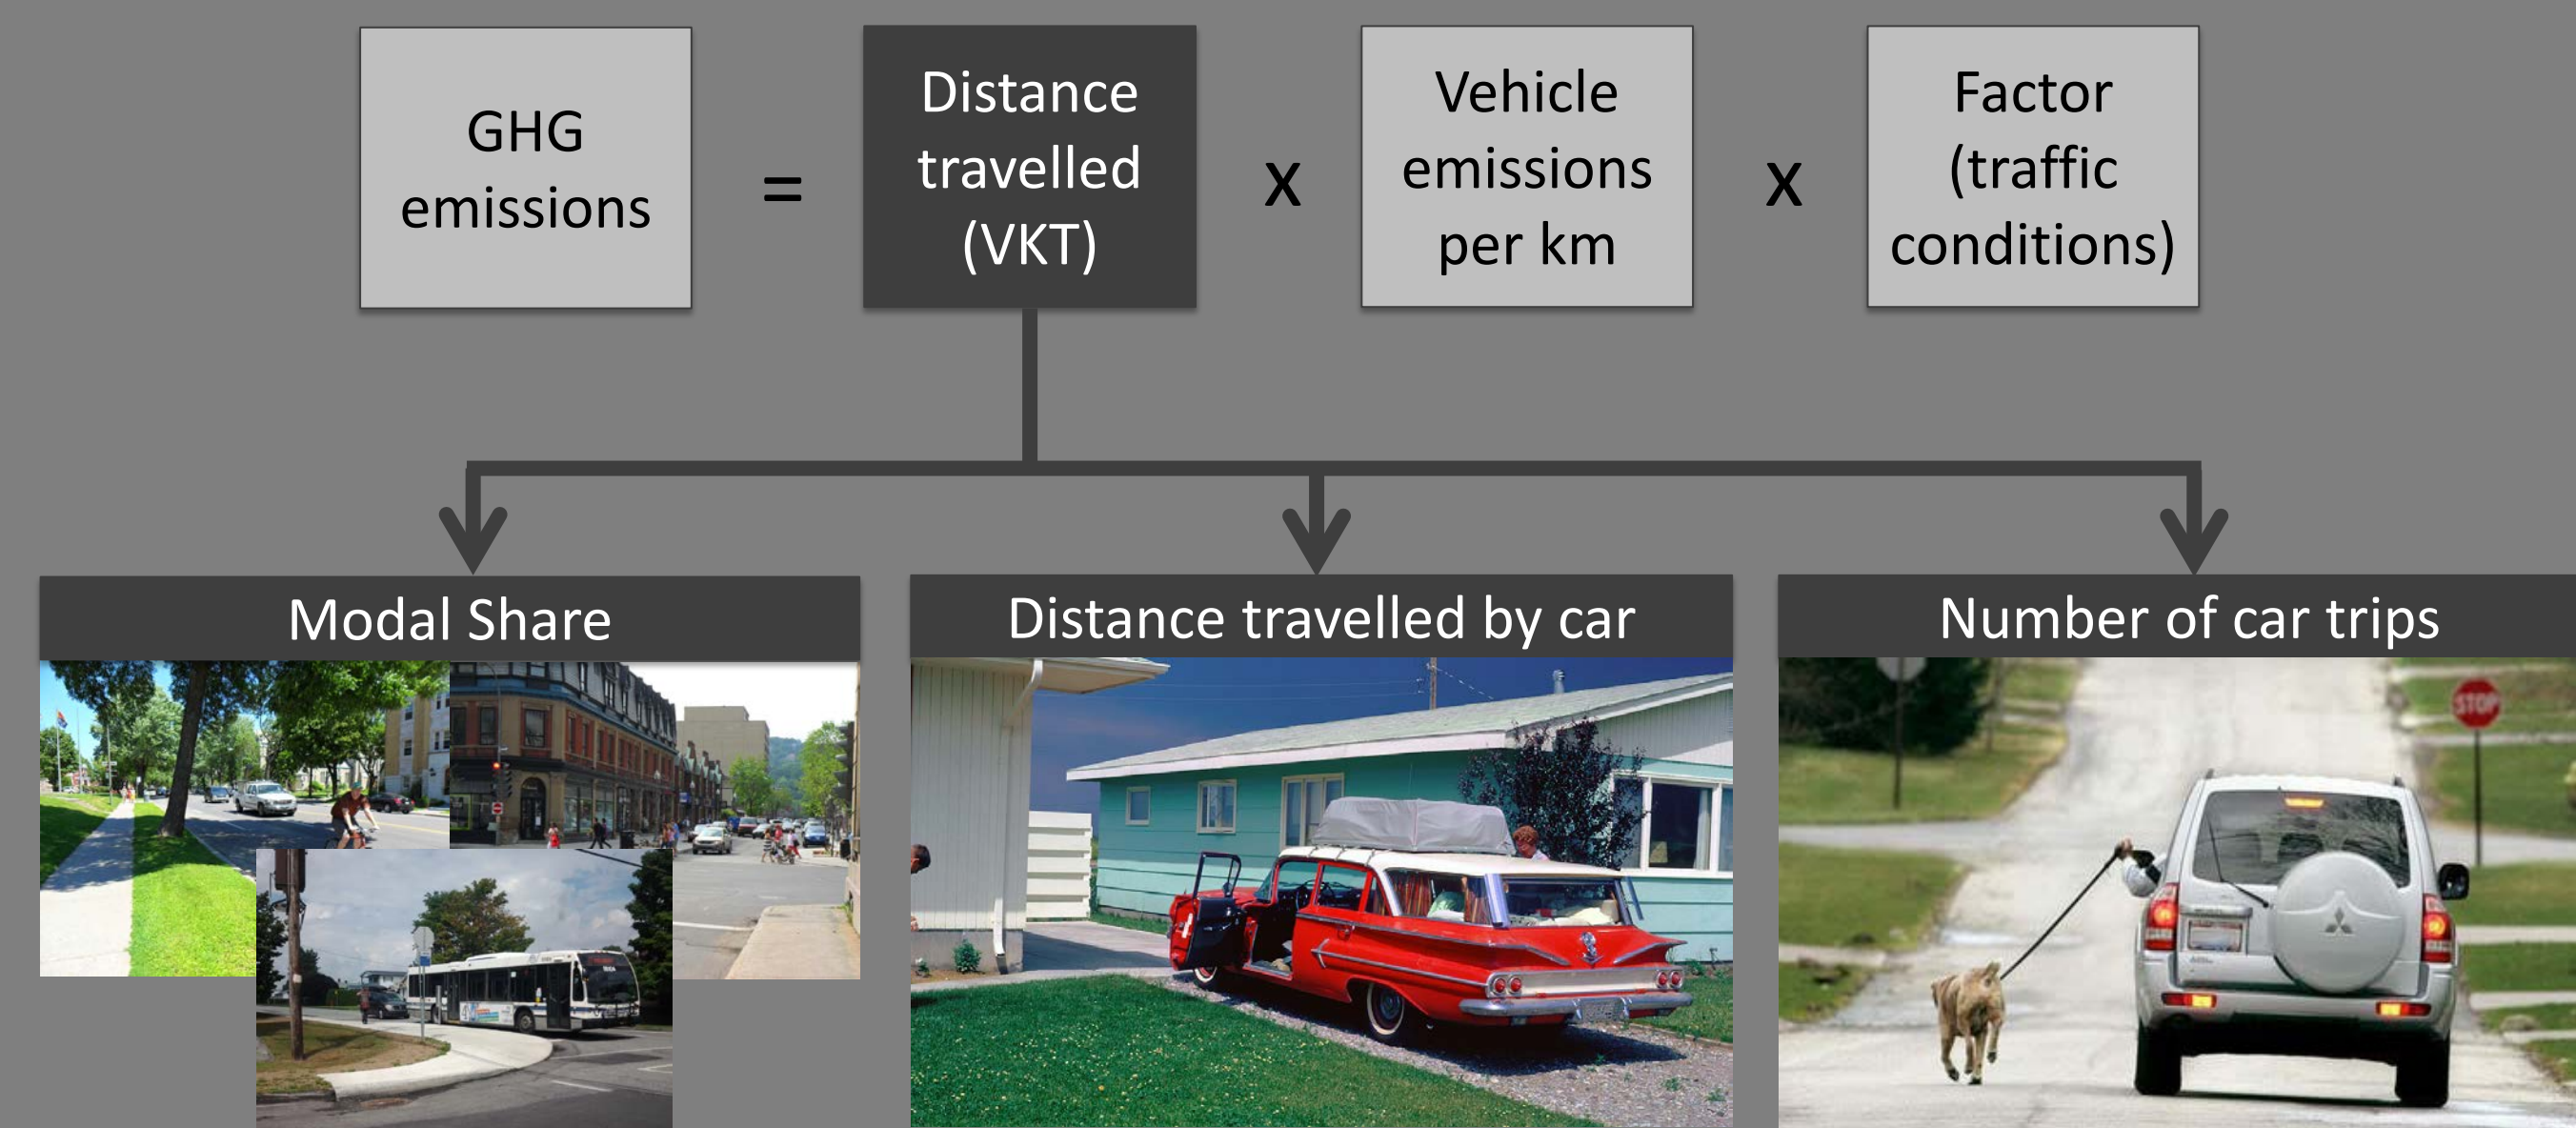 GHG
emissions
=
Distance
travelled
(VKT)
x
Vehicle
emissions
per km
x
Factor
(traffic
conditions)
Modal Share
Distance travelled by car
Number of car trips
STOP